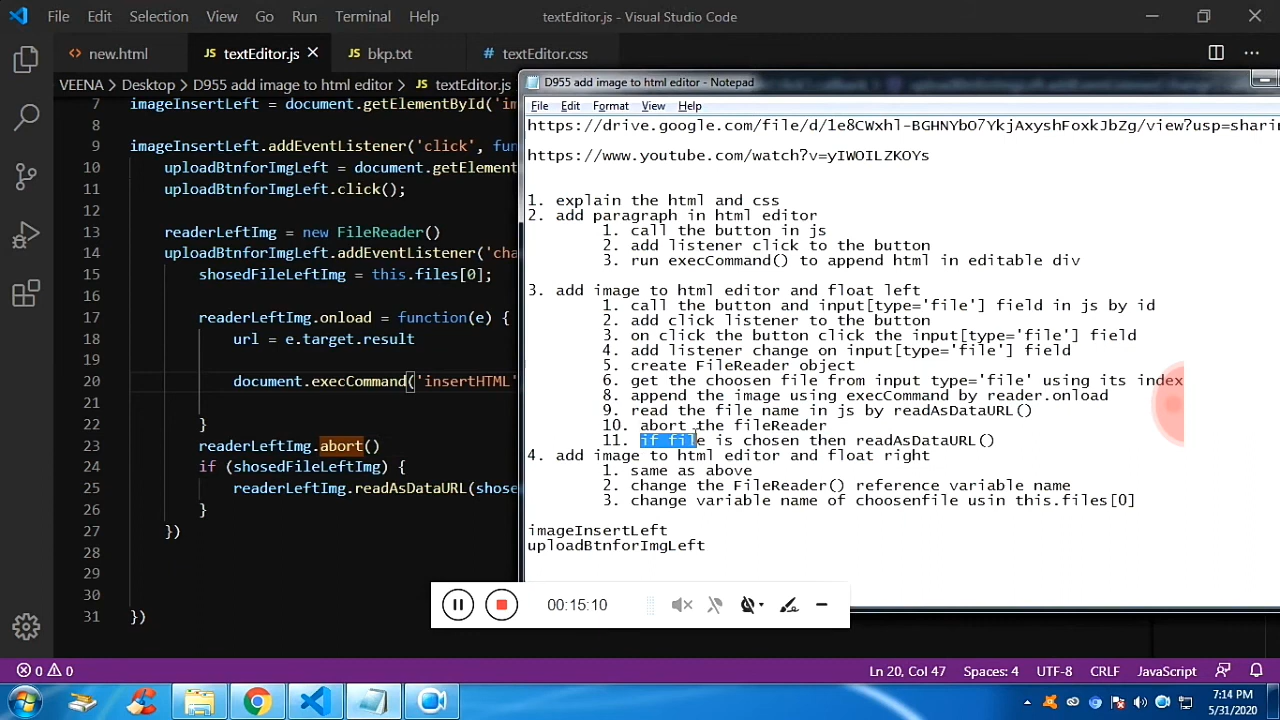 File Edit Selection View Go Run Terminal Help textEditor.js - Visual Studio Code
new.html textEditor.js bkp.txt textEditor.css
VEENA > Desktop > D955 add image to html editor > textEditor.js
7 imageInsertLeft = document.getElementById('im
8
9 imageInsertLeft.addEventListener('click', fun
10 uploadBtnforImgLeft = document.getElement
11 uploadBtnforImgLeft.click();
12
13 readerLeftImg = new FileReader()
14 uploadBtnforImgLeft.addEventListener('cha
15 shosedFileLeftImg = this.files[0];
16
17 readerLeftImg.onload = function(e) {
18 url = e.target.result
19
20 document.execCommand('insertHTML'
21
22 }
23 readerLeftImg.abort()
24 if (shosedFileLeftImg) {
25 readerLeftImg.readAsDataURL(shose
26 }
27 })
28
29
30
31 })
D955 add image to html editor - Notepad
File Edit Format View Help
https://drive.google.com/file/d/1e8CWxhl-BGHNYbO7YkjAxyshFoxkJbZg/view?usp=sharin
https://www.youtube.com/watch?v=yIWOILZKOYs
1. explain the html and css
2. add paragraph in html editor
1. call the button in js
2. add listener click to the button
3. run execCommand() to append html in editable div
3. add image to html editor and float left
1. call the button and input[type='file'] field in js by id
2. add click listener to the button
3. on click the button click the input[type='file'] field
4. add listener change on input[type='file'] field
5. create FileReader object
6. get the choosen file from input type='file' using its index
8. append the image using execCommand by reader.onload
9. read the file name in js by readAsDataURL()
10. abort the fileReader
11. if file is chosen then readAsDataURL()
4. add image to html editor and float right
1. same as above
2. change the FileReader() reference variable name
3. change variable name of choosenfile usin this.files[0]
imageInsertLeft
uploadBtnforImgLeft
00:15:10
0 0 Ln 20, Col 47 Spaces: 4 UTF-8 CRLF JavaScript
7:14 PM
5/31/2020